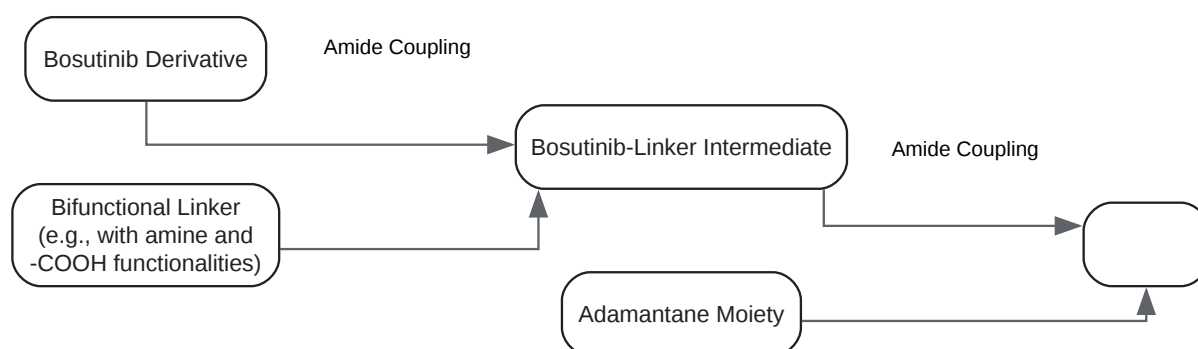 Bosutinib Derivative
Amide Coupling
Bosutinib-Linker Intermediate
Amide Coupling
Bifunctional Linker
(e.g., with amine and
-COOH functionalities)
Adamantane Moiety